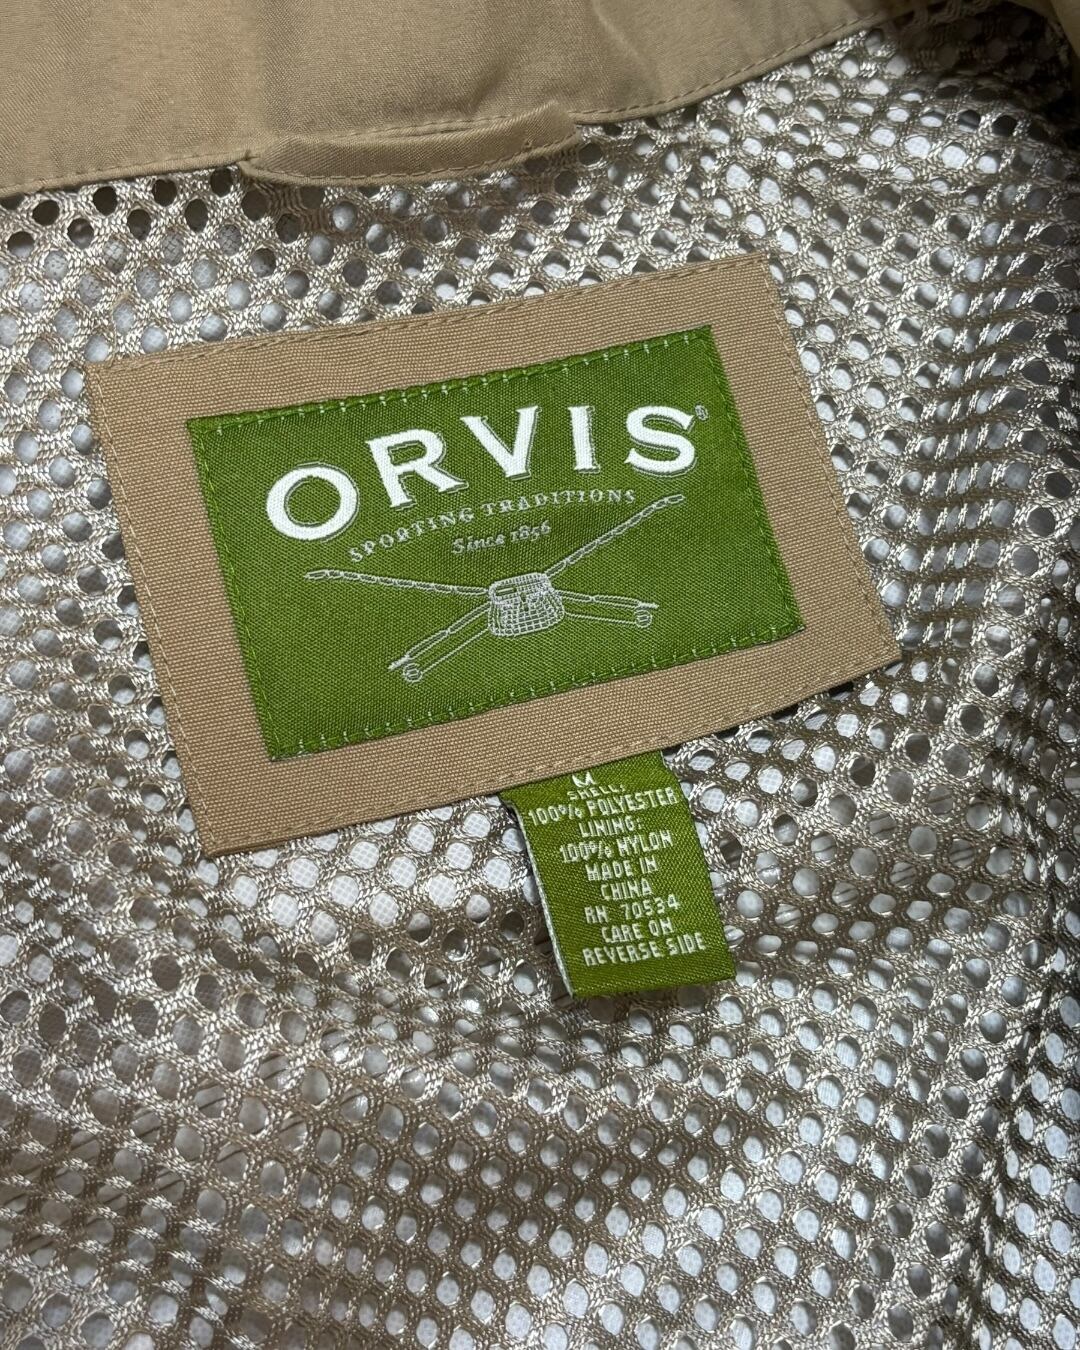 ORVIS®
SPORTING TRADITIONS
Since 1856
M
SHELL:
100% POLYESTER
LINING:
100% NYLON
MADE IN
CHINA
RN 70534
CARE ON
REVERSE SIDE